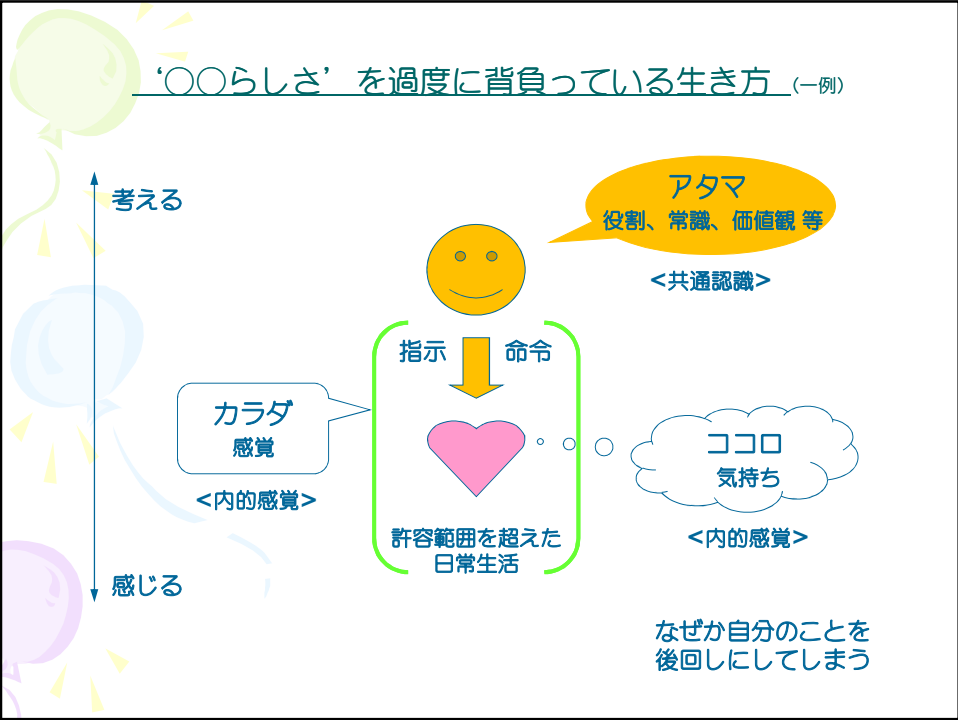 ‘○○らしさ’を過度に背負っている生き方 （一例）
考える
アタマ
役割、常識、価値観 等
<共通認識>
指示 命令
カラダ
感覚
<内的感覚>
ココロ
気持ち
<内的感覚>
許容範囲を超えた
日常生活
感じる
なぜか自分のことを
後回しにしてしまう